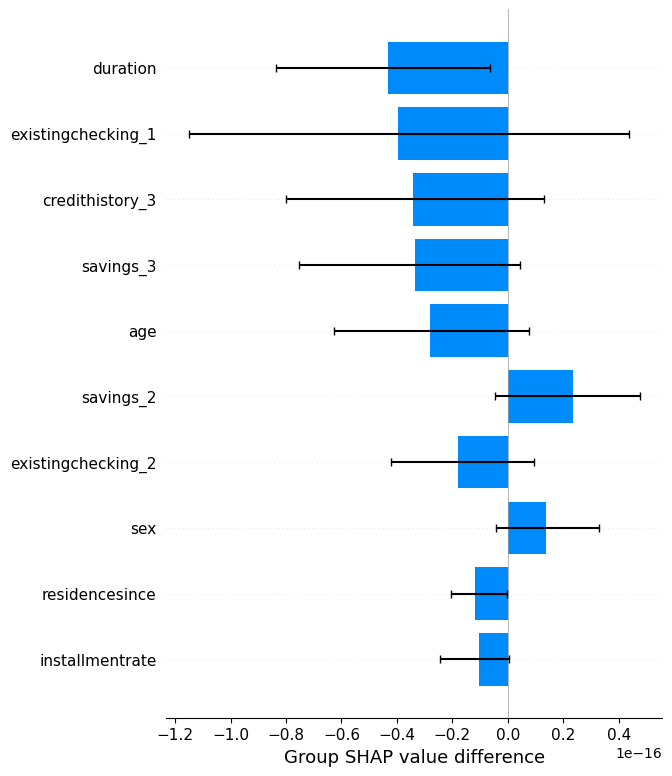 duration
existingchecking_1
credithistory_3
savings_3
age
savings_2
existingchecking_2
sex
residencesince
installmentrate
−1.2 −1.0 −0.8 −0.6 −0.4 −0.2 0.0 0.2 0.4
Group SHAP value difference
1e−16